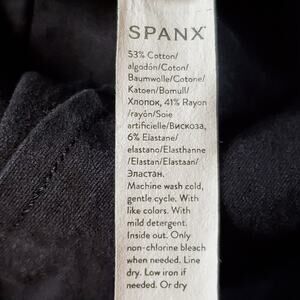 SPANX
53% Cotton/
algodón/Coton/
Baumwolle/Cotone/
Katoen/Bomull/
Хлопок, 41% Rayon
/rayón/Soie
artificielle/Вискоза,
6% Elastane/
elastano/Elasthanne
/Elastan/Elastaan/
Эластан.
Machine wash cold,
gentle cycle. With
like colors. With
mild detergent.
Inside out. Only
non-chlorine bleach
when needed. Line
dry. Low iron if
needed. Or dry